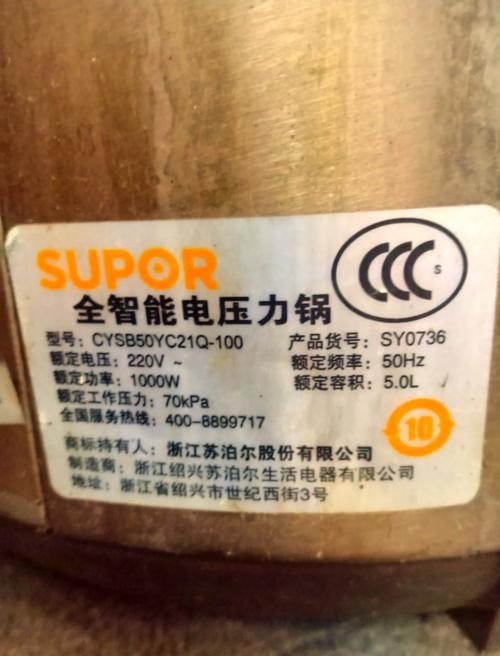 SUPOR
CCC S
全智能电压力锅
型号：CYSB50YC21Q-100 产品货号：SY0736
额定电压：220V ~ 额定频率：50Hz
额定功率：1000W 额定容积：5.0L
额定工作压力：70kPa
全国服务热线：400-8899717
10
商标持有人：浙江苏泊尔股份有限公司
制造商：浙江绍兴苏泊尔生活电器有限公司
地址：浙江省绍兴市世纪西街3号